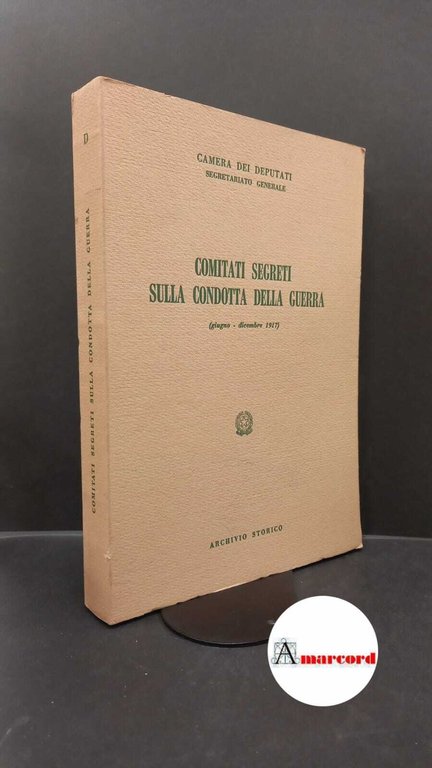 CAMERA DEI DEPUTATI
SEGRETARIATO GENERALE
COMITATI SEGRETI
SULLA CONDOTTA DELLA GUERRA
(giugno - dicembre 1917)
ARCHIVIO STORICO
D
COMITATI SEGRETI SULLA CONDOTTA DELLA GUERRA
Amarcord